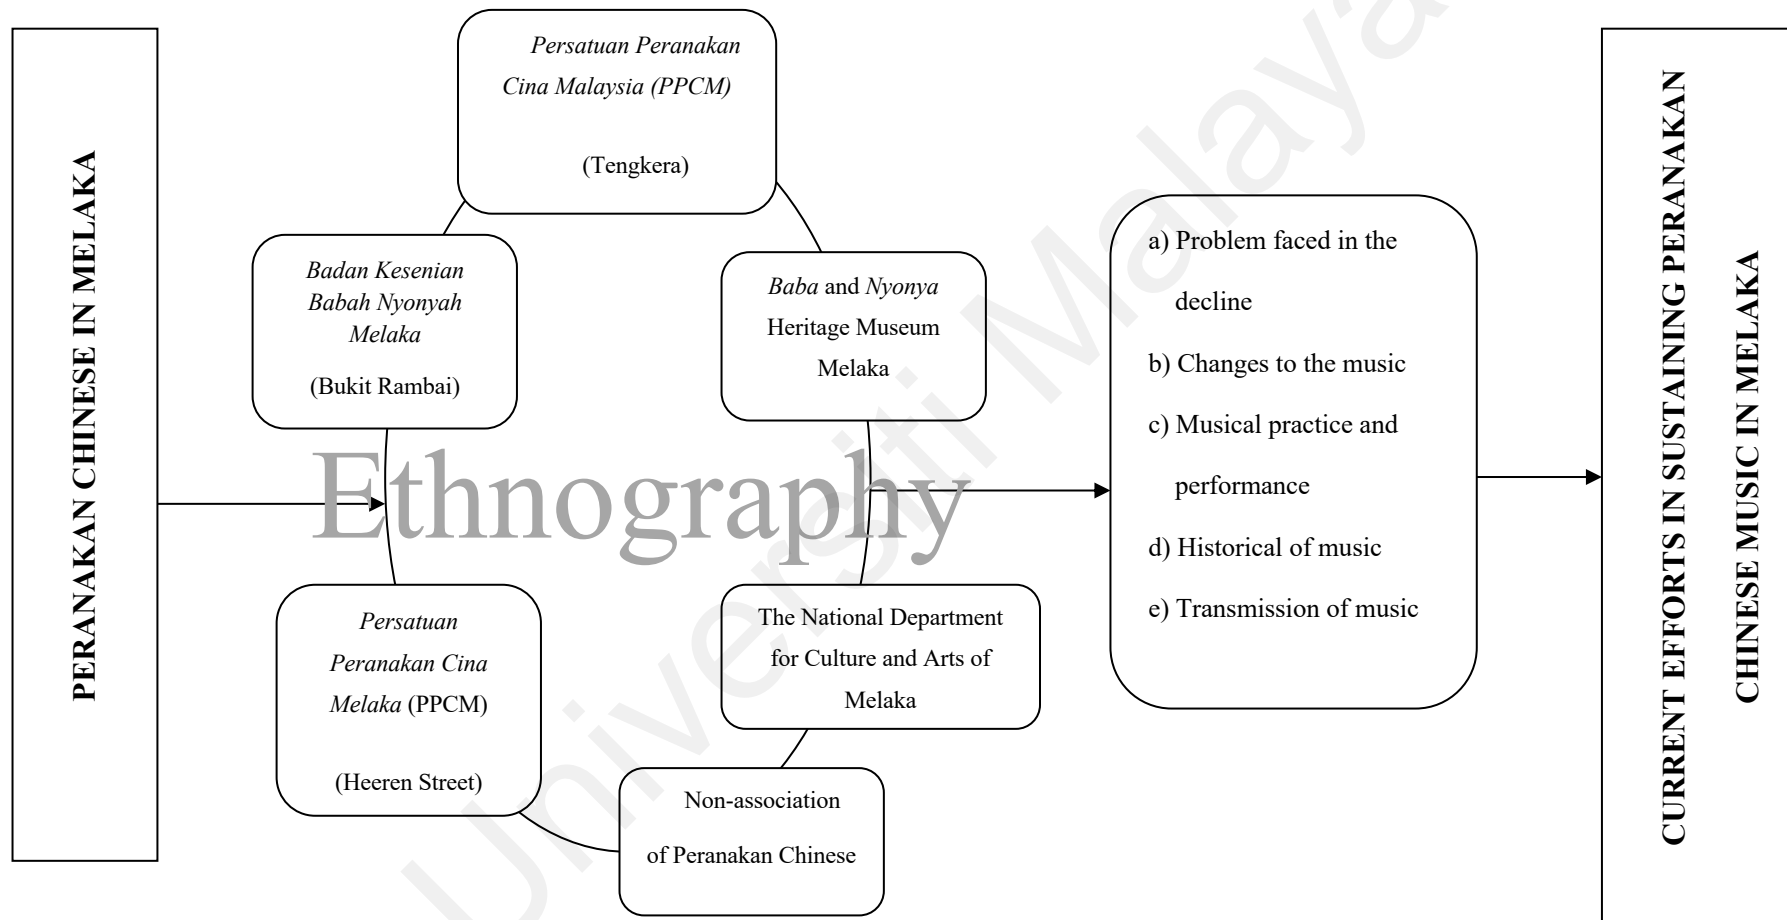 PERANAKAN CHINESE IN MELAKA
Persatuan Peranakan
Cina Malaysia (PPCM)
(Tengkera)
Badan Kesenian
Babah Nyonyah
Melaka
(Bukit Rambai)
Baba and Nyonya
Heritage Museum
Melaka
Ethnography
Persatuan
Peranakan Cina
Melaka (PPCM)
(Heeren Street)
The National Department
for Culture and Arts of
Melaka
Non-association
of Peranakan Chinese
a) Problem faced in the
decline
b) Changes to the music
c) Musical practice and
performance
d) Historical of music
e) Transmission of music
CURRENT EFFORTS IN SUSTAINING PERANAKAN
CHINESE MUSIC IN MELAKA
Universiti Malaya